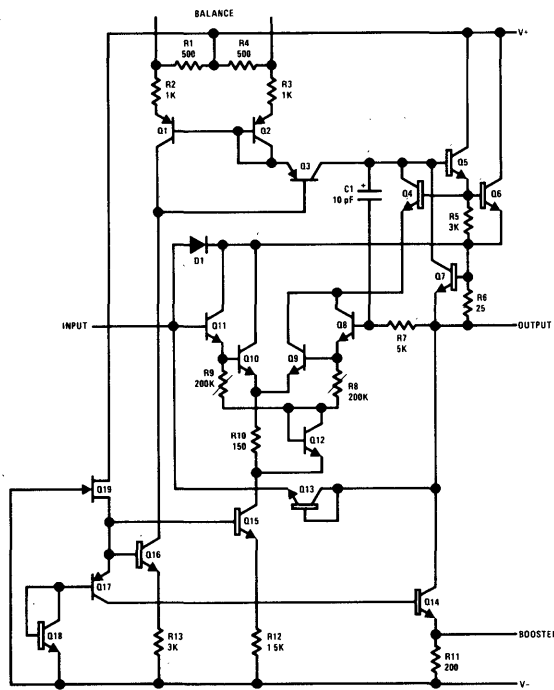 BALANCE
V+
R1
500
R4
500
R2
1K
R3
1K
Q1
Q2
Q3
Q5
C1
10 pF
+
Q4
Q6
R5
3K
D1
Q7
R6
25
INPUT
Q11
Q10
Q9
Q8
R7
5K
OUTPUT
R9
200K
R8
200K
R10
150
Q12
Q19
Q13
Q15
Q16
Q17
Q14
Q18
BOOSTER
R13
3K
R12
1 5K
R11
200
V-